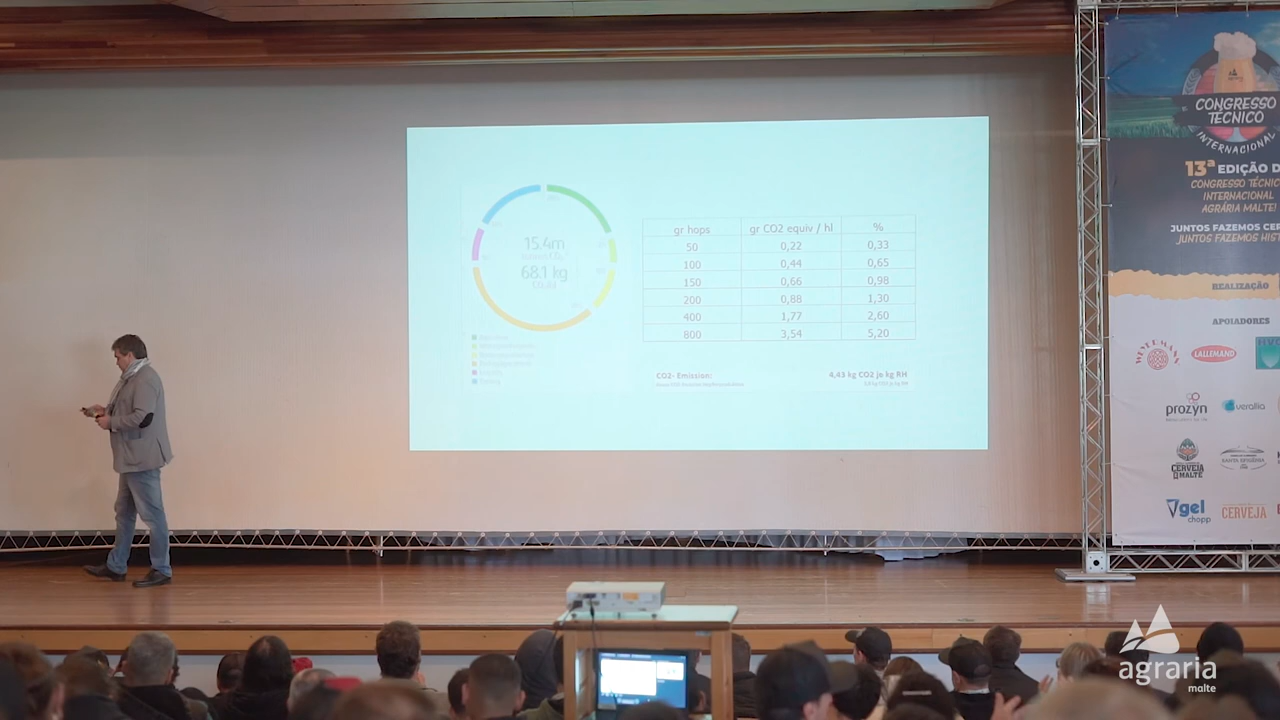 15.4m
68.1 kg
gr hops gr CO2 equiv / hl %
50 0,22 0,33
100 0,44 0,65
150 0,66 0,98
200 0,88 1,30
400 1,77 2,60
800 3,54 5,20
CO2- Emission: 4,43 kg CO2 je kg RH
CONGRESSO
TÉCNICO
INTERNACIONAL
13ª EDIÇÃO D
CONGRESSO TÉCNIC
INTERNACIONAL
AGRÁRIA MALTE!
JUNTOS FAZEMOS CER
JUNTOS FAZEMOS HIST
REALIZAÇÃO
APOIADORES
WEYERMANN
LALLEMAND
HVG
prozyn
verallia
CERVEJA
& MALTE
gel
chopp
CERVEJA
agraria
malte